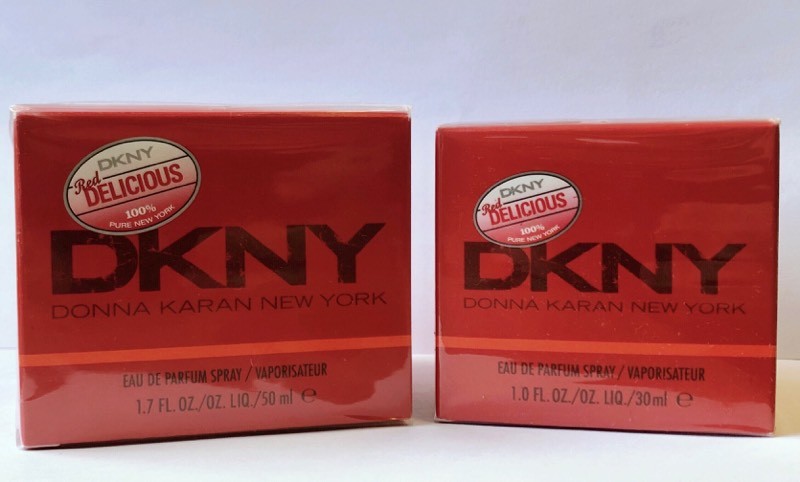 DKNY
Red
DELICIOUS
100%
PURE NEW YORK
DKNY
DONNA KARAN NEW YORK
EAU DE PARFUM SPRAY / VAPORISATEUR
1.7 FL. OZ./OZ. LIQ./50 ml ℮
DKNY
Red
DELICIOUS
100%
PURE NEW YORK
DKNY
DONNA KARAN NEW YORK
EAU DE PARFUM SPRAY / VAPORISATEUR
1.0 FL. OZ./OZ. LIQ./30 ml ℮